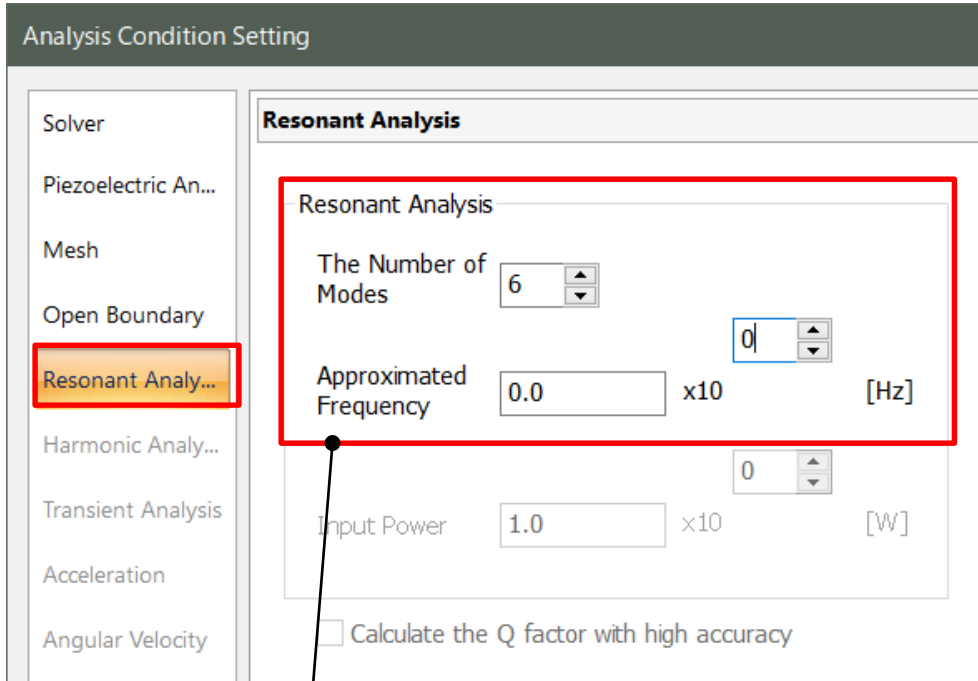 Analysis Condition Setting
Solver
Piezoelectric An...
Mesh
Open Boundary
Resonant Analy...
Harmonic Analy...
Transient Analysis
Acceleration
Angular Velocity
Resonant Analysis
Resonant Analysis
The Number of
Modes
6
0
Approximated
Frequency
0.0
x10
[Hz]
0
Input Power
1.0
x10
[W]
Calculate the Q factor with high accuracy